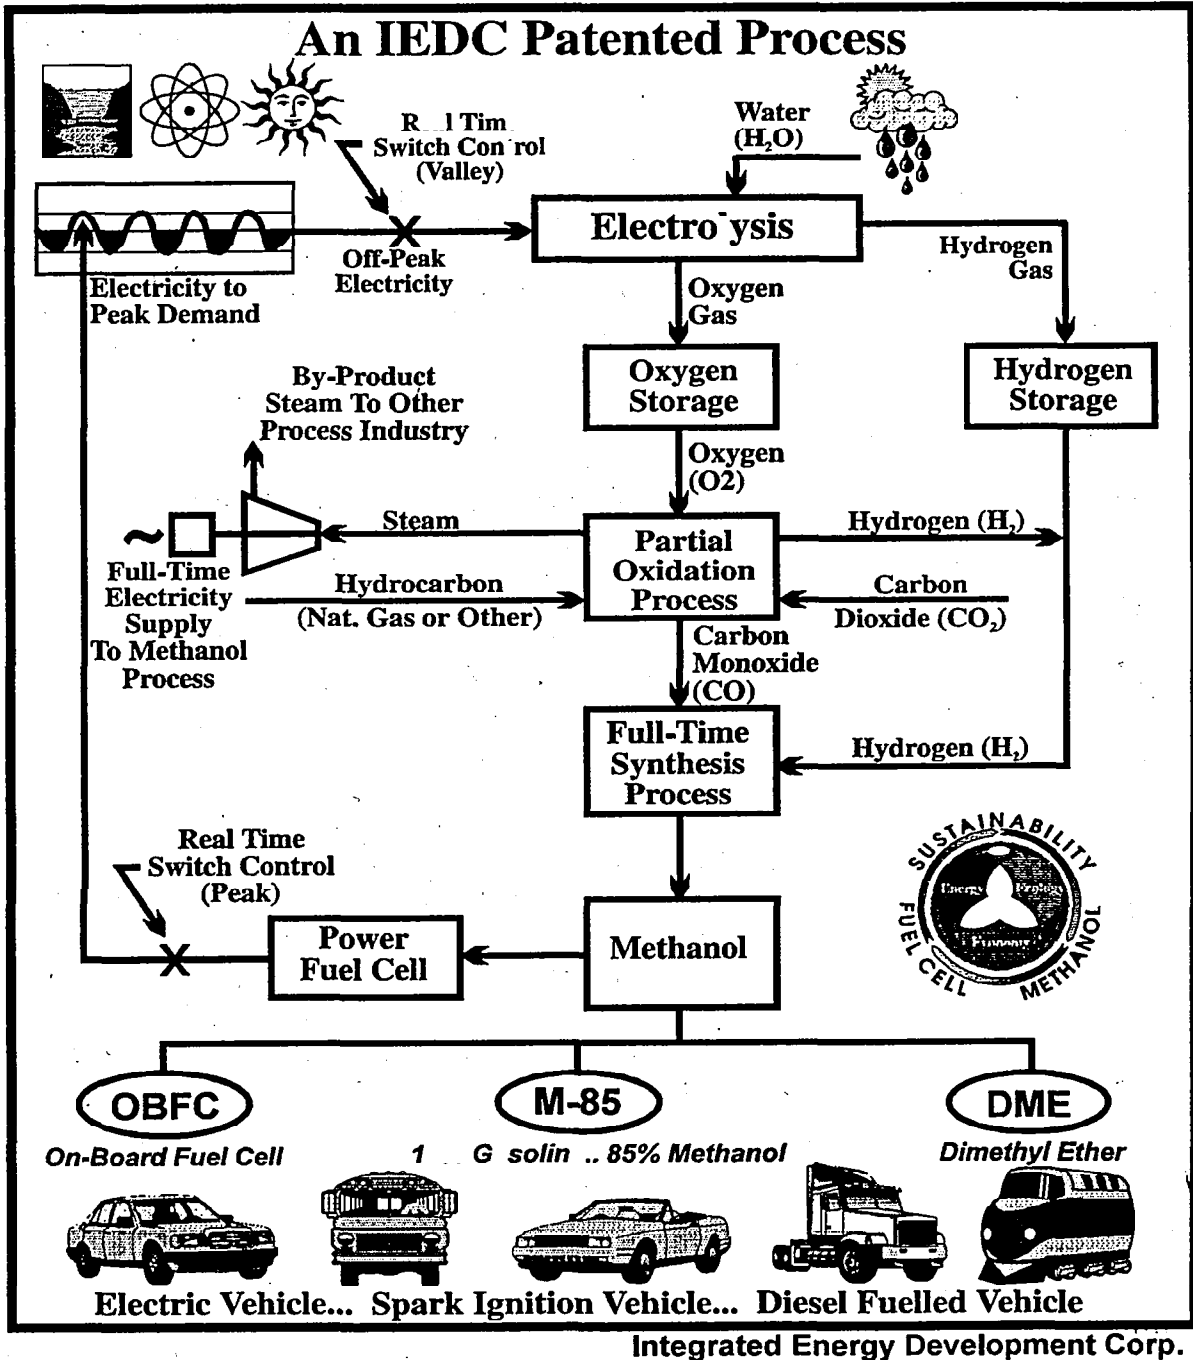 An IEDC Patented Process
Switch
(Valley)
Water
(H₂O)
Off-Peak
Electricity
Electricity to
Peak Demand
Hydrogen
Gas
Oxygen
Gas
Oxygen
Storage
Hydrogen
Storage
By-Product
Steam To Other
Process Industry
Oxygen
(O2)
Steam
Partial
Oxidation
Process
Hydrogen (H₂)
Full-Time
Electricity
Supply
To Methanol
Process
Hydrocarbon
(Nat. Gas or Other)
Carbon
Dioxide (CO₂)
Carbon
Monoxide
(CO)
Full-Time
Synthesis
Process
Hydrogen (H₂)
Real Time
Switch Control
(Peak)
Power
Fuel Cell
Methanol
SUSTAINABILITY
FUEL CELL
METHANOL
Energy
OBFC
M-85
DME
On-Board Fuel Cell
85% Methanol
Dimethyl Ether
Electric Vehicle... Spark Ignition Vehicle... Diesel Fuelled Vehicle
Integrated Energy Development Corp.